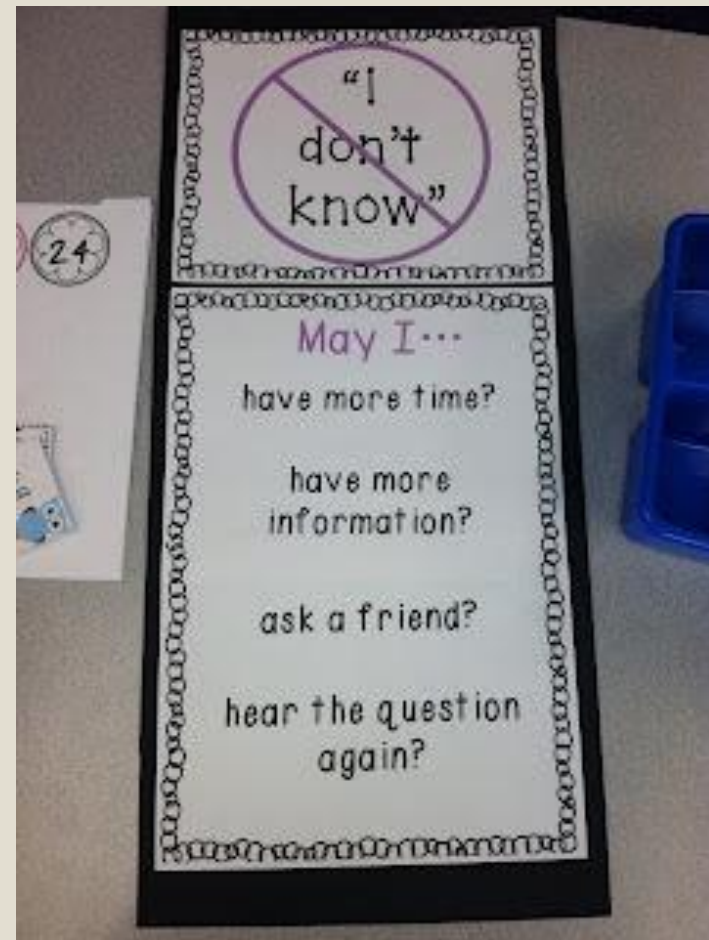 "I
don't
know"
24
May I...
have more time?
have more
information?
ask a friend?
hear the question
again?